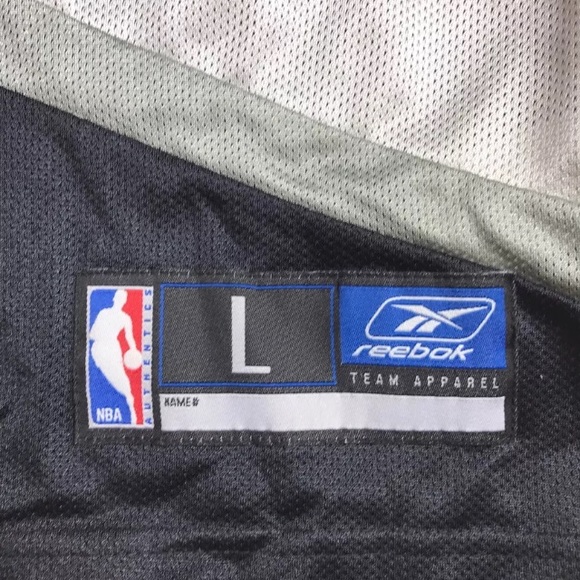 NBA
AUTHENTICS
L
Reebok
TEAM APPAREL
NAME#